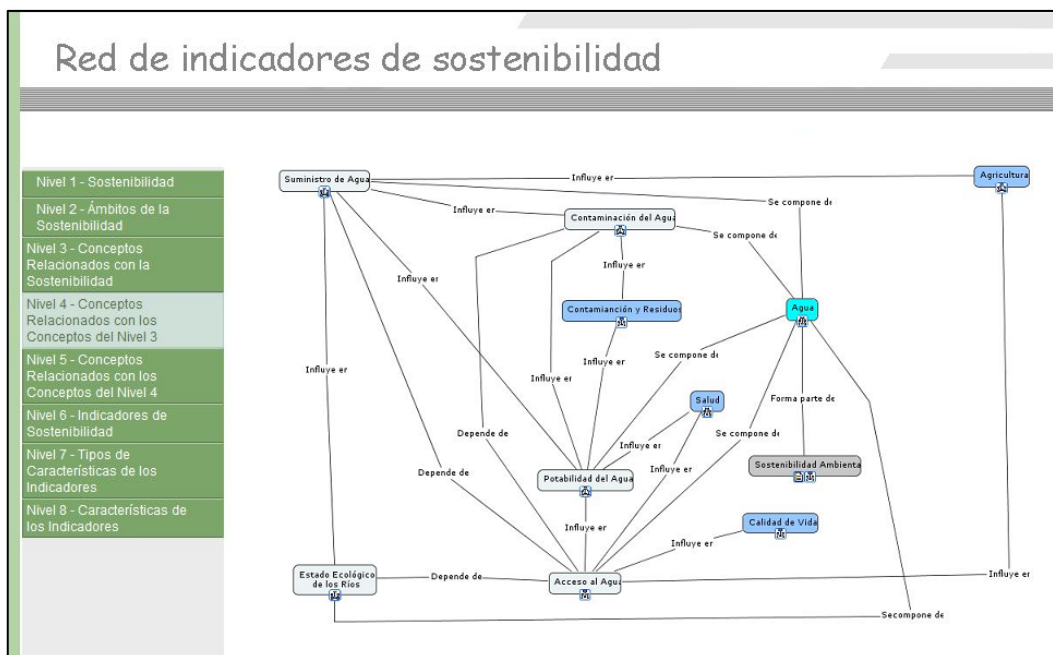 Red de indicadores de sostenibilidad
Nivel 1 - Sostenibilidad
Nivel 2 - Ámbitos de la
Sostenibilidad
Nivel 3 - Conceptos
Relacionados con la
Sostenibilidad
Nivel 4 - Conceptos
Relacionados con los
Conceptos del Nivel 3
Nivel 5 - Conceptos
Relacionados con los
Conceptos del Nivel 4
Nivel 6 - Indicadores de
Sostenibilidad
Nivel 7 - Tipos de
Características de los
Indicadores
Nivel 8 - Características de
los Indicadores
Suministro de Agua
Influye er
Agricultura
Se compone de
Influye er
Contaminación del Agua
Se compone de
Influye er
Influye er
Contamianción y Residuos
Agua
Influye er
Se compone de
Influye er
Influye er
Salud
Forma parte de
Depende de
Se compone de
Influye er
Depende de
Influye er
Sostenibilidad Ambienta
Potabilidad del Agua
Calidad de Vida
Influye er
Influye er
Estado Ecológico
de los Ríos
Depende de
Acceso al Agua
Influye er
Secompone de